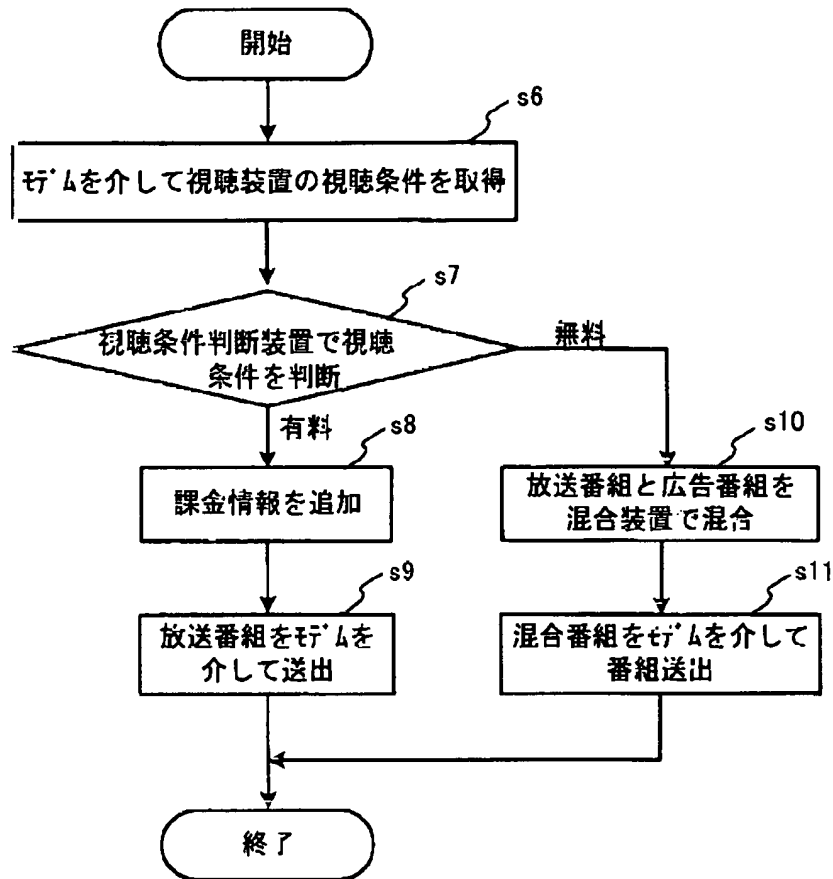 開始
s6
ﾓﾃﾞﾑを介して視聴装置の視聴条件を取得
s7
視聴条件判断装置で視聴
条件を判断
無料
有料
s8
課金情報を追加
s10
放送番組と広告番組を
混合装置で混合
s9
放送番組をﾓﾃﾞﾑを
介して送出
s11
混合番組をﾓﾃﾞﾑを介して
番組送出
終了